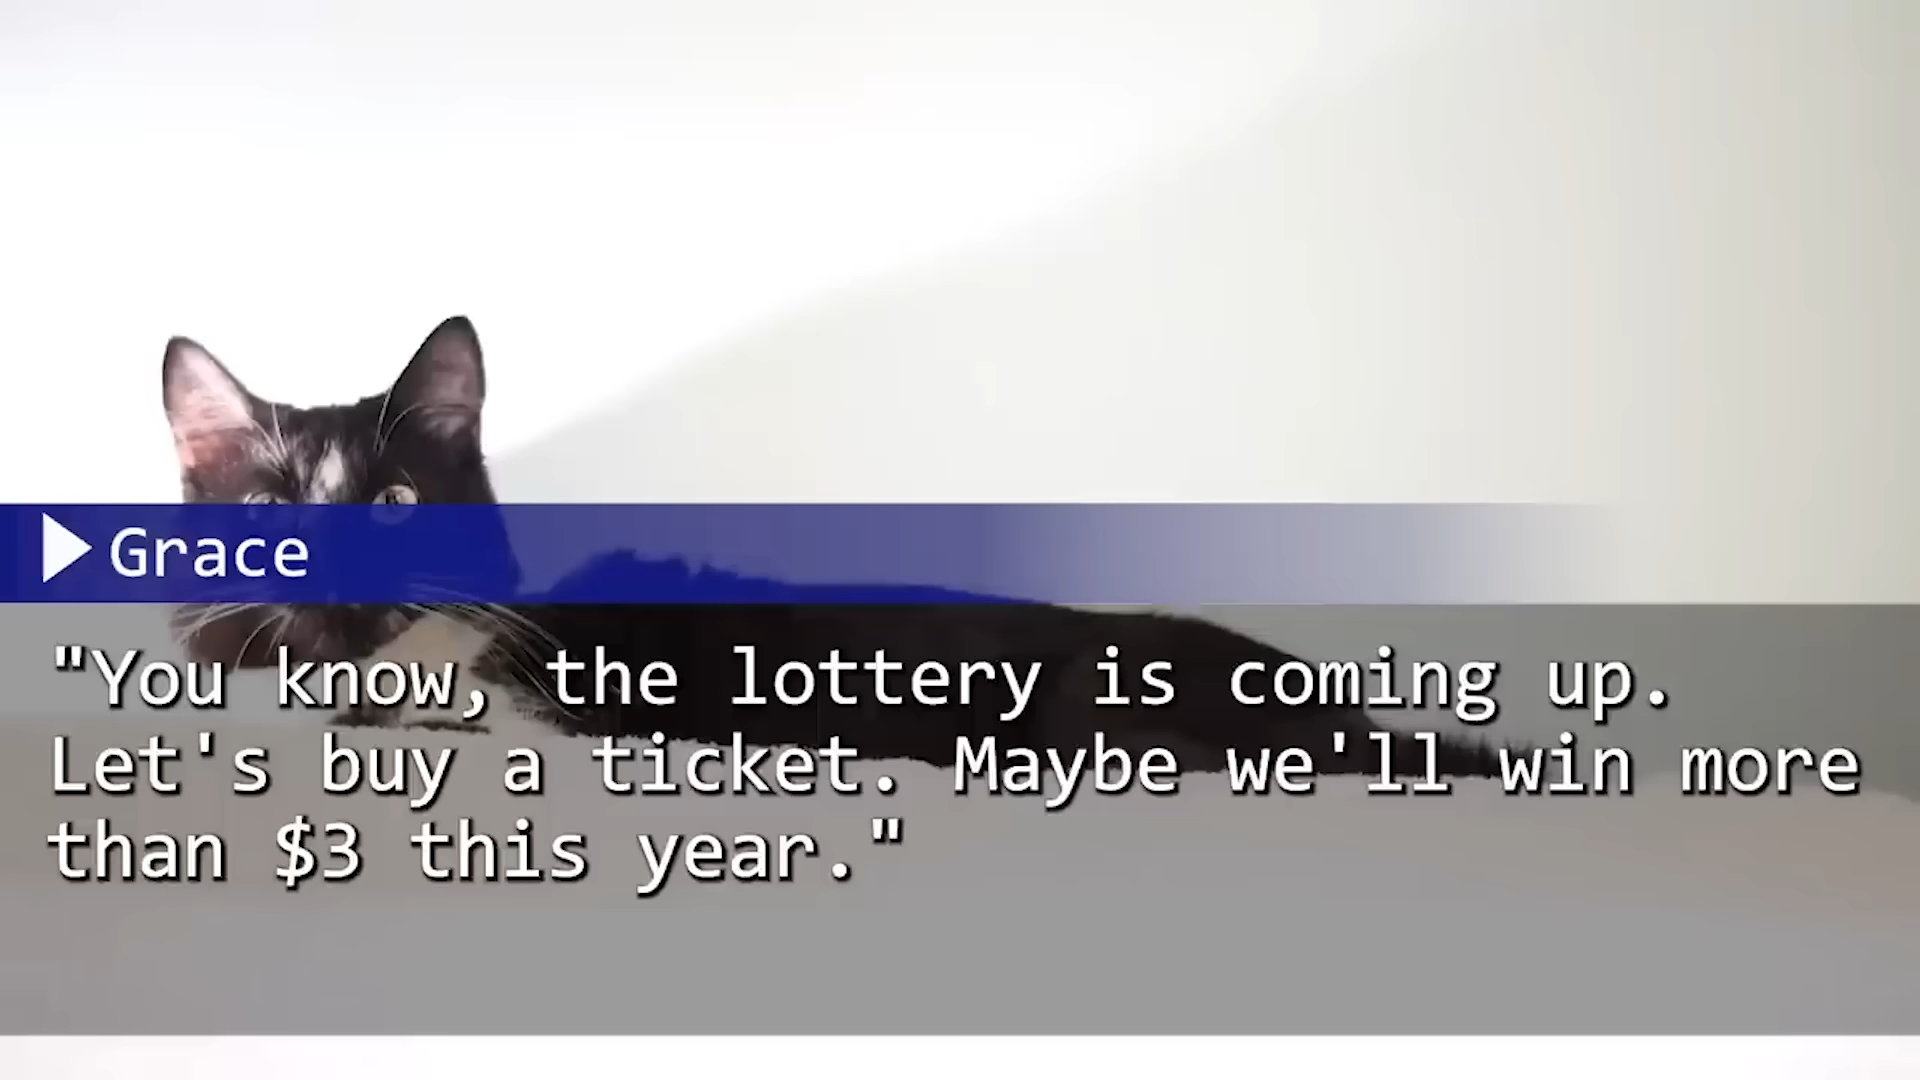 Grace
"You know, the lottery is coming up.
Let's buy a ticket. Maybe we'll win more
than $3 this year."